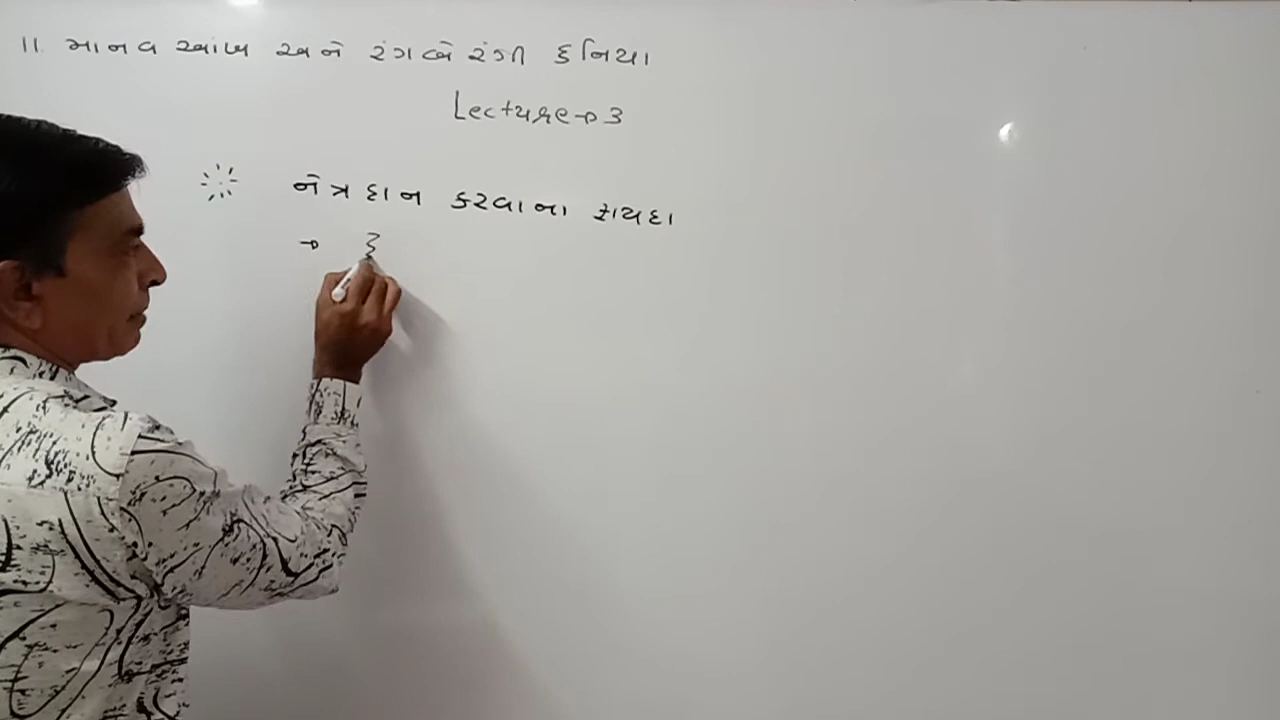 11. માનવ આંખ અને રંગબેરંગી દુનિયા
Lecture → 3
નેત્રદાન કરવાના ફાયદા
→